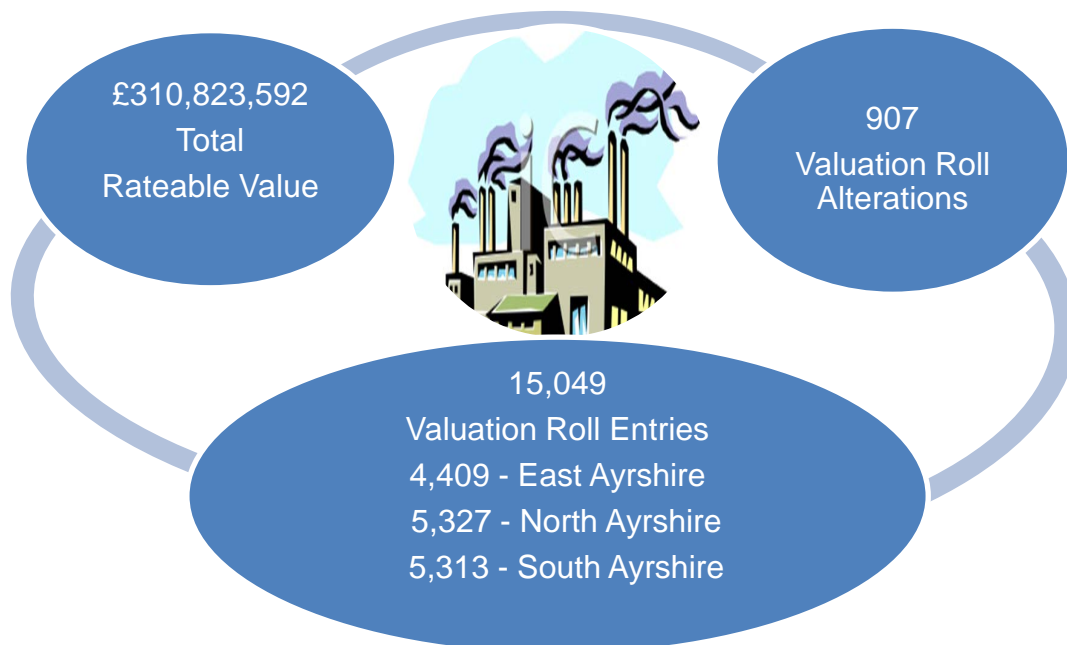 £310,823,592
Total
Rateable Value
907
Valuation Roll
Alterations
15,049
Valuation Roll Entries
4,409 - East Ayrshire
5,327 - North Ayrshire
5,313 - South Ayrshire